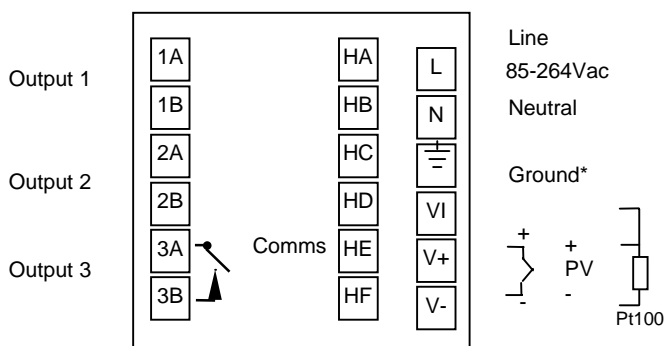 Output 1
Output 2
Output 3
1A
1B
2A
2B
3A
3B
Comms
HA
HB
HC
HD
HE
HF
L
N
VI
V+
V-
Line
85-264Vac
Neutral
Ground*
+
-
+
PV
-
Pt100